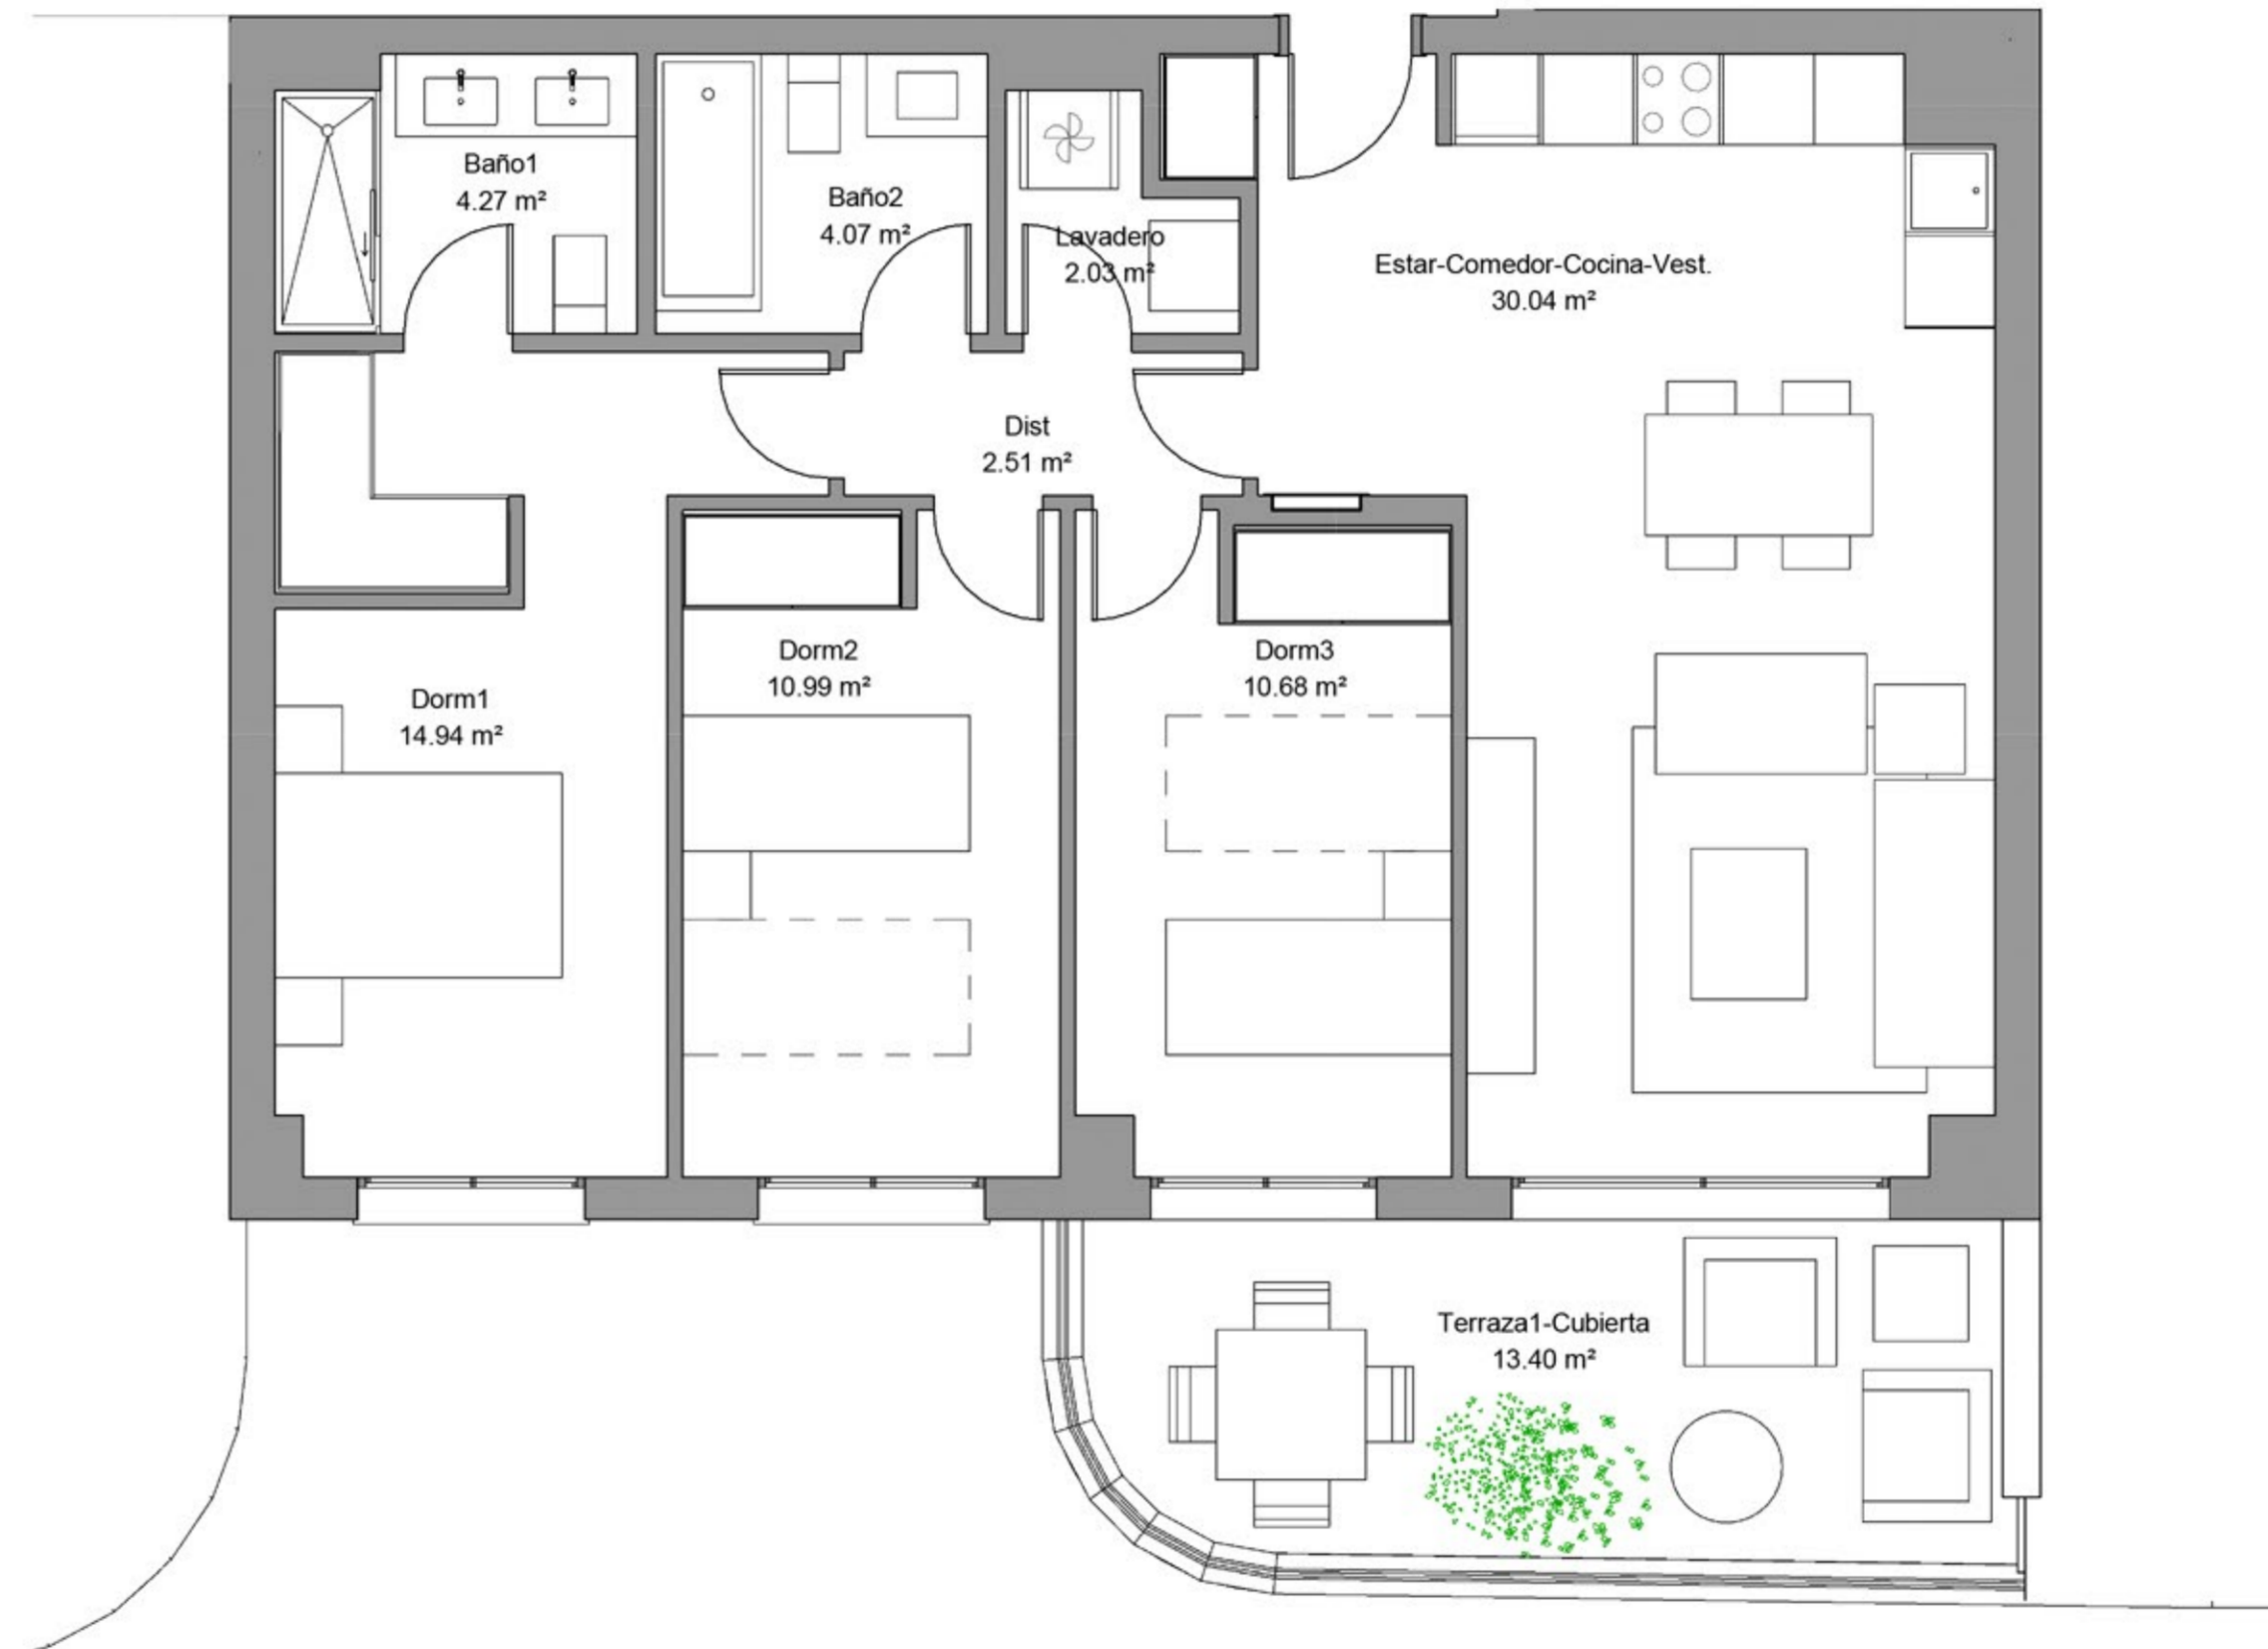 Baño1
4.27 m²
Baño2
4.07 m²
Lavadero
2.03 m²
Estar-Comedor-Cocina-Vest.
30.04 m²
Dist
2.51 m²
Dorm1
14.94 m²
Dorm2
10.99 m²
Dorm3
10.68 m²
Terraza1-Cubierta
13.40 m²